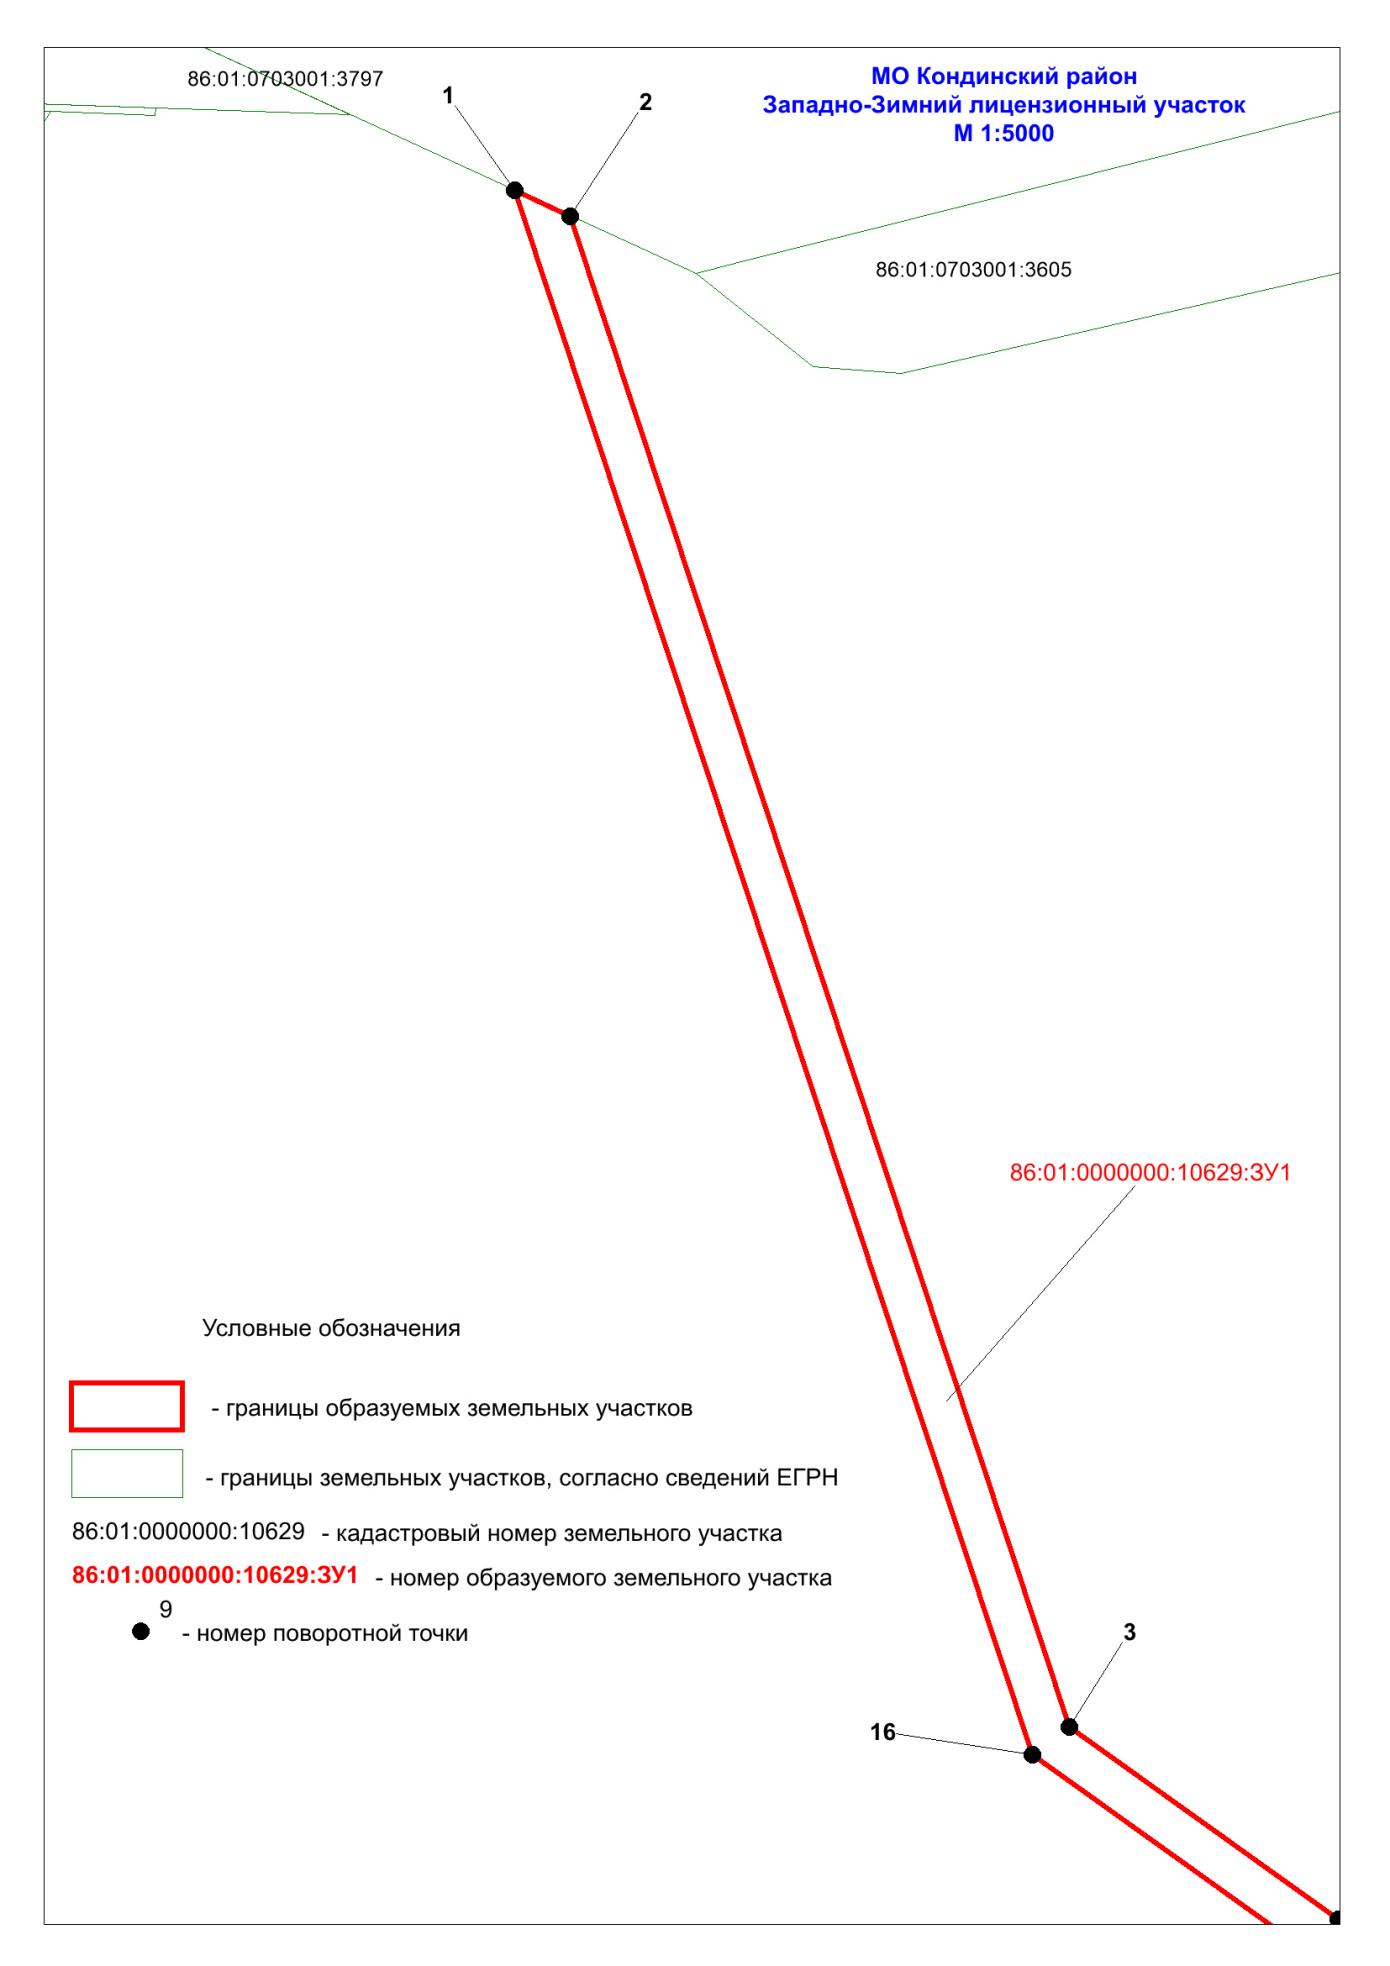 86:01:0703001:3797
1
2
МО Кондинский район
Западно-Зимний лицензионный участок
М 1:5000
86:01:0703001:3605
86:01:0000000:10629:ЗУ1
Условные обозначения
- границы образуемых земельных участков
- границы земельных участков, согласно сведений ЕГРН
86:01:0000000:10629 - кадастровый номер земельного участка
86:01:0000000:10629:ЗУ1 - номер образуемого земельного участка
9
- номер поворотной точки
3
16